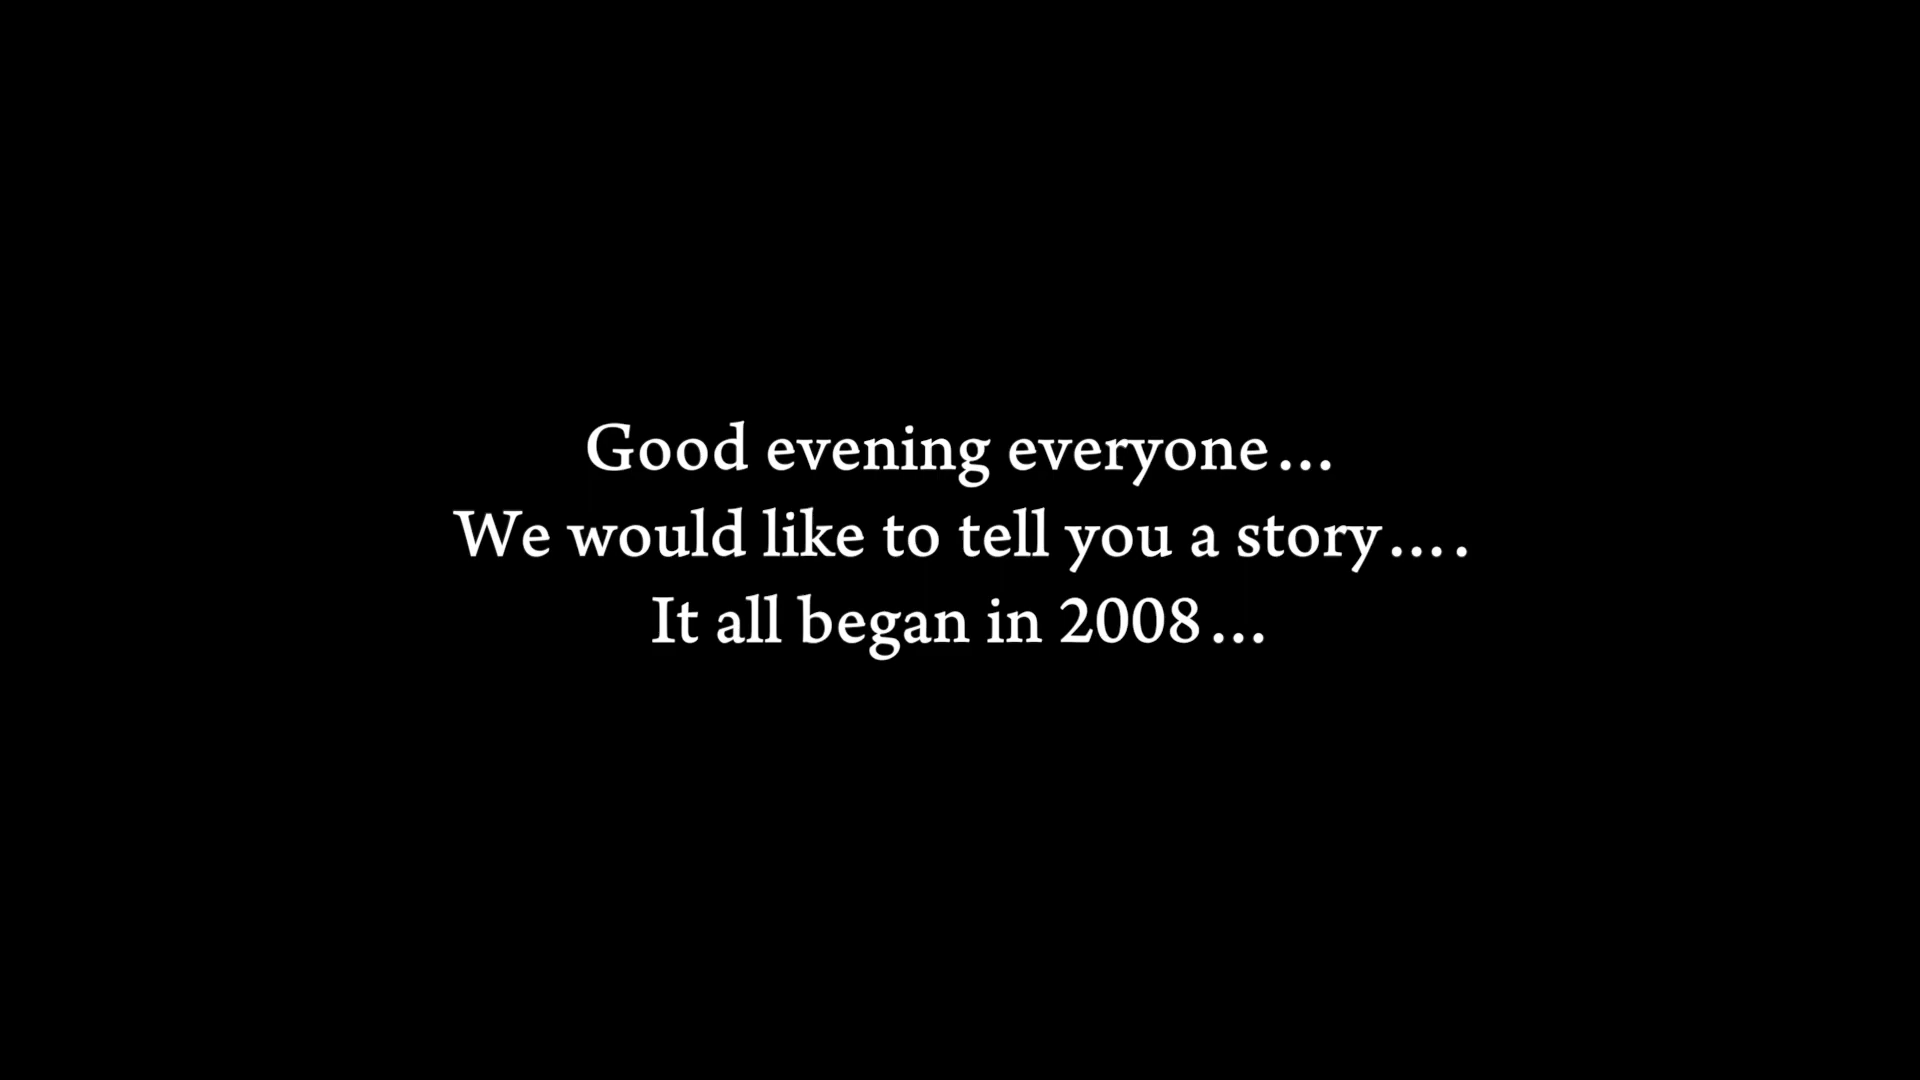 Good evening everyone...
We would like to tell you a story....
It all began in 2008...